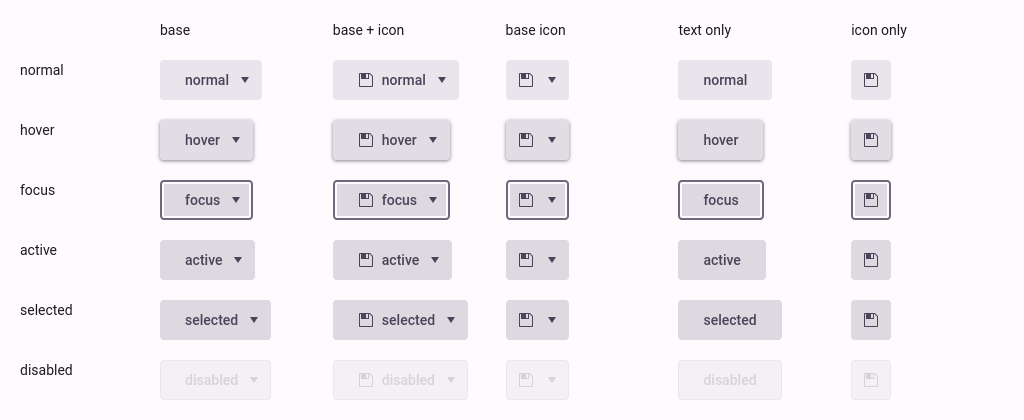 base base + icon base icon text only icon only
normal normal normal normal
hover hover hover hover
focus focus focus focus
active active active active
selected selected selected selected
disabled disabled disabled disabled